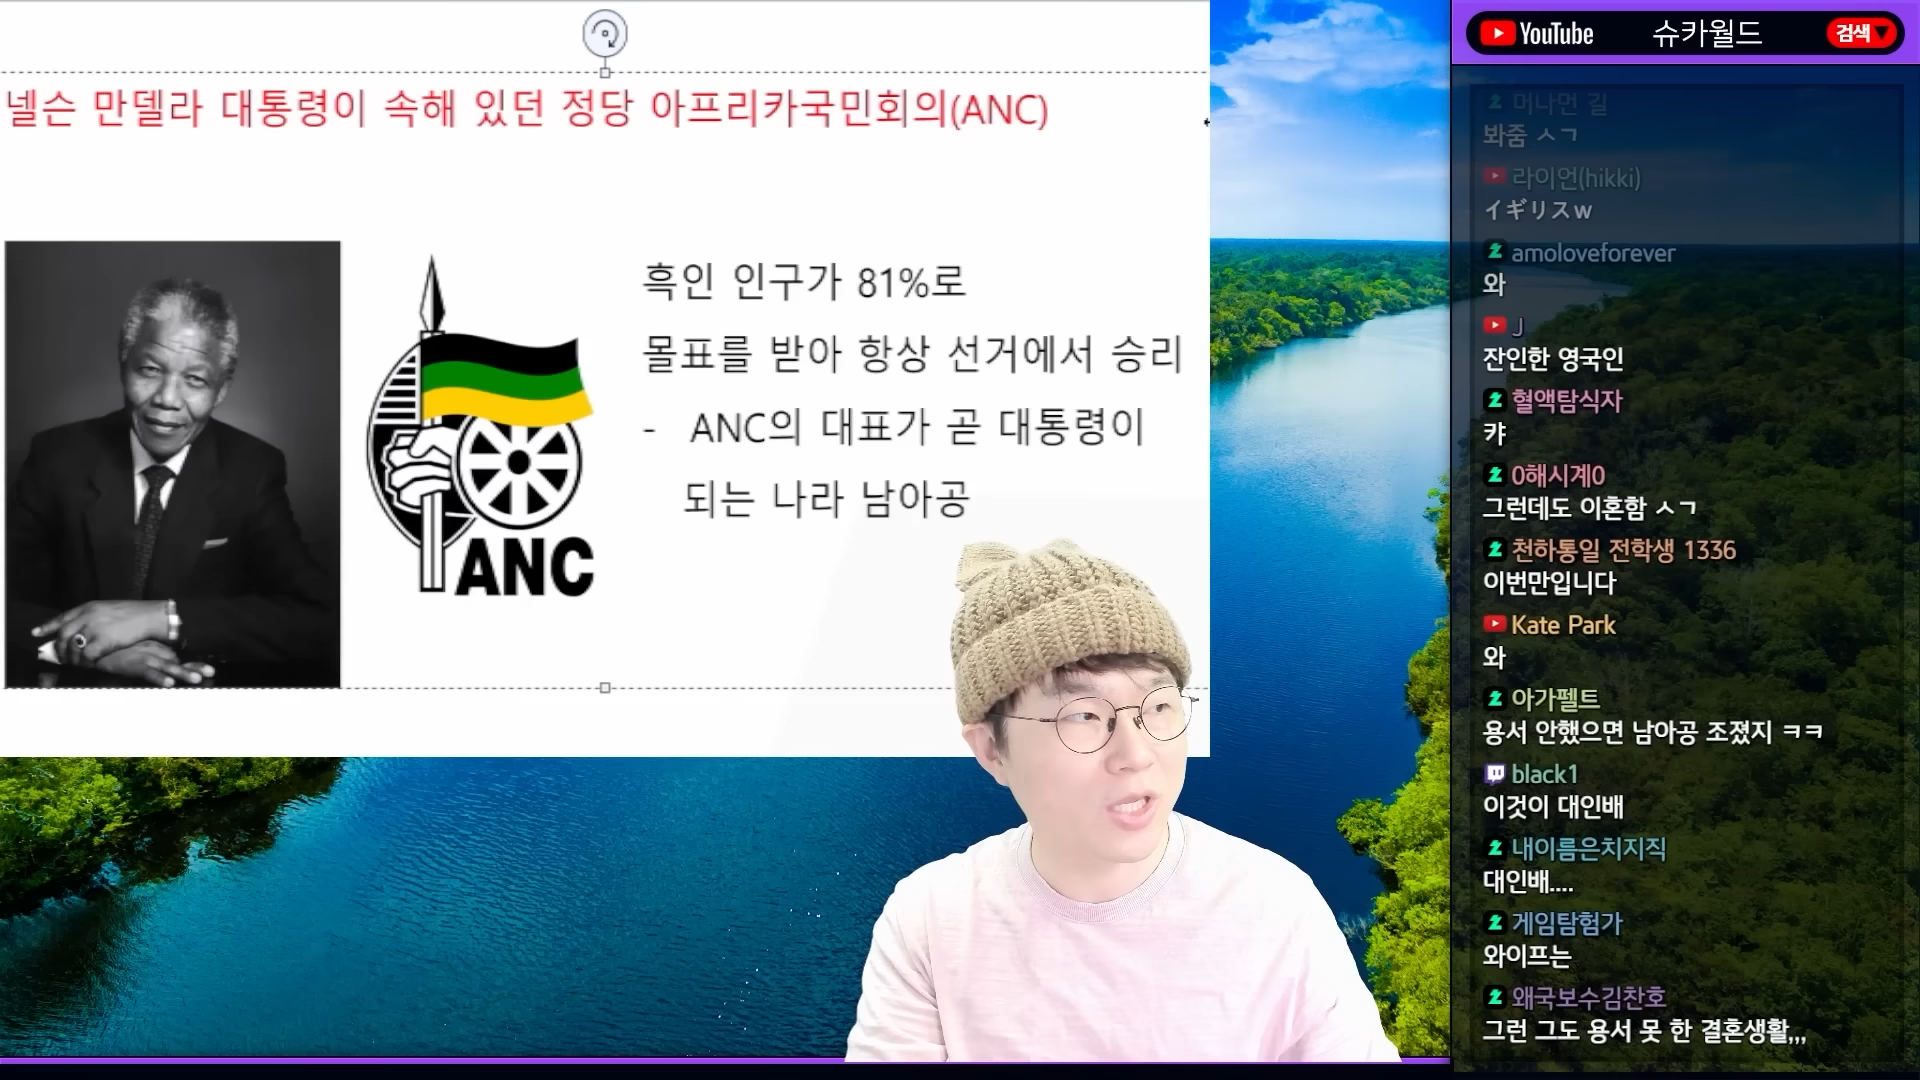 넬슨 만델라 대통령이 속해 있던 정당 아프리카국민회의(ANC)
흑인 인구가 81%로
몰표를 받아 항상 선거에서 승리
- ANC의 대표가 곧 대통령이
되는 나라 남아공
ANC
YouTube 슈카월드 검색▼
머나먼 길
봐줌 ㅅㄱ
라이언(hikki)
イギリスw
amoloveforever
와
J
잔인한 영국인
혈액탐식자
캬
0해시계0
그런데도 이혼함 ㅅㄱ
천하통일 전학생 1336
이번만입니다
Kate Park
와
아가펠트
용서 안했으면 남아공 조졌지 ㅋㅋ
black1
이것이 대인배
내이름은치지직
대인배....
게임탐험가
와이프는
왜국보수김찬호
그런 그도 용서 못 한 결혼생활,,,